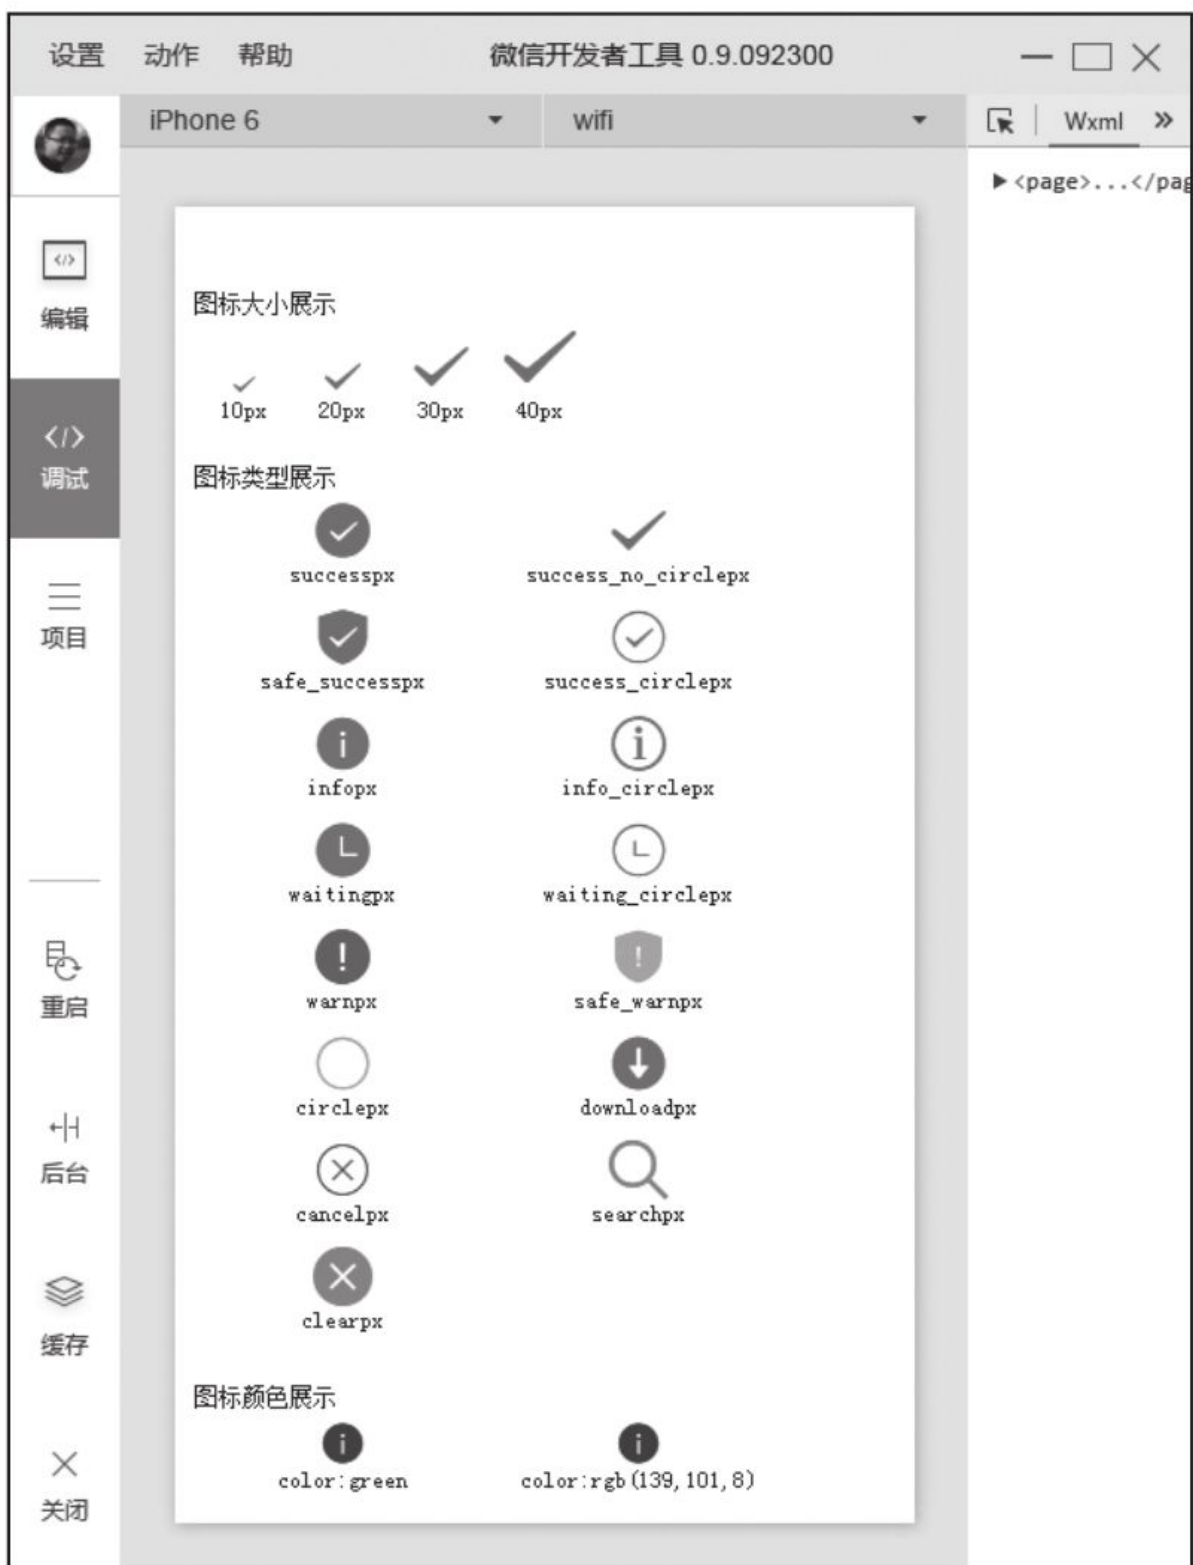 设置 动作 帮助 微信开发者工具 0.9.092300
iPhone 6 wifi Wxml
▶<page>...</pag
编辑
调试
项目
重启
后台
缓存
关闭
图标大小展示
10px 20px 30px 40px
图标类型展示
successpx success_no_circlepx
safe_successpx success_circlepx
infopx info_circlepx
waitingpx waiting_circlepx
warnpx safe_warnpx
circlepx downloadpx
cancelpx searchpx
clearpx
图标颜色展示
color:green color:rgb(139,101,8)